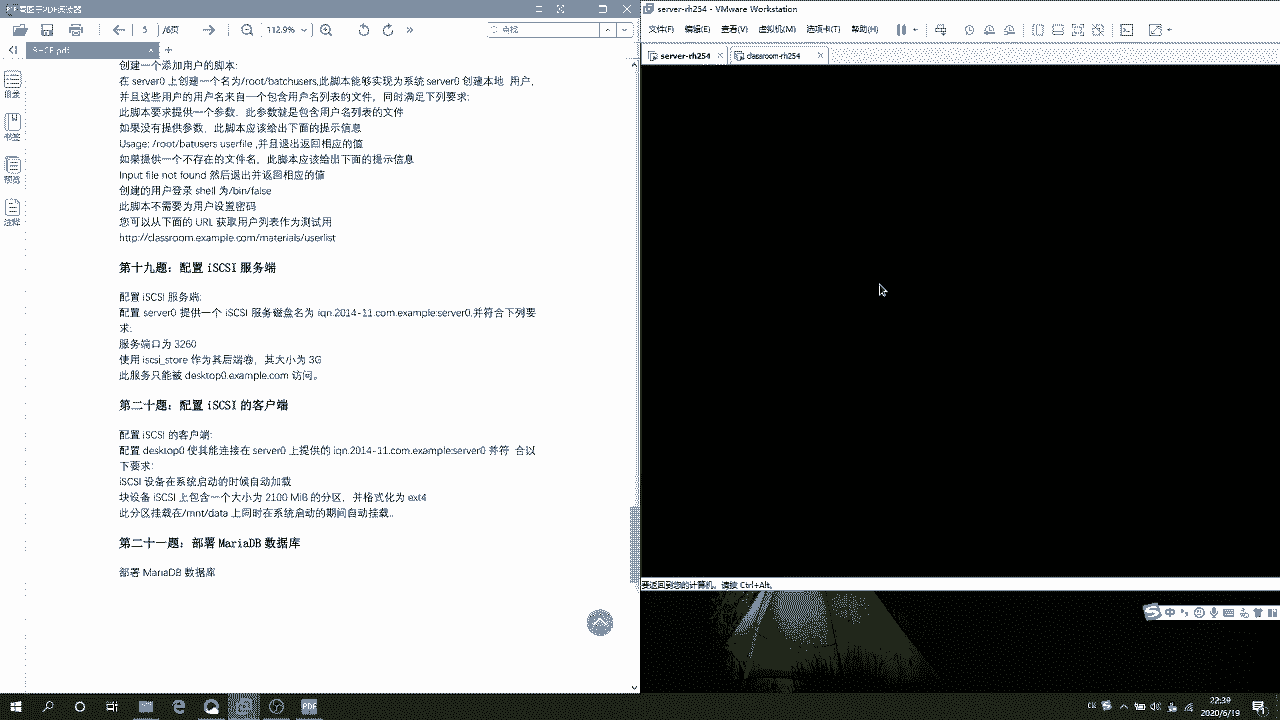 server-rh254 - VMware Workstation
5 /6页
112.9%
查找
文件(F) 编辑(E) 查看(V) 虚拟机(M) 选项卡(T) 帮助(H)
server-rh254
classroom-rh254
目录
书签
预览
注释
创建一个添加用户的脚本:
在 server0 上创建一个名为/root/batchusers,此脚本能够实现为系统 server0 创建本地 用户,
并且这些用户的用户名来自一个包含用户名列表的文件, 同时满足下列要求:
此脚本要求提供一个参数, 此参数就是包含用户名列表的文件
如果没有提供参数, 此脚本应该给出下面的提示信息
Usage: /root/batusers userfile ,并且退出返回相应的值
如果提供一个不存在的文件名, 此脚本应该给出下面的提示信息
Input file not found 然后退出并返回相应的值
创建的用户登录 shell 为/bin/false
此脚本不需要为用户设置密码
您可以从下面的 URL 获取用户列表作为测试用
http://classroom.example.com/materials/userlist
第十九题: 配置 iSCSI 服务端
配置 iSCSI 服务端:
配置 server0 提供一个 iSCSI 服务磁盘名为 iqn.2014-11.com.example:server0,并符合下列要
求:
服务端口为 3260
使用 iscsi_store 作为其后端卷, 其大小为 3G
此服务只能被 desktop0.example.com 访问。
第二十题: 配置 iSCSI 的客户端
配置 iSCSI 的客户端:
配置 desktop0 使其能连接在 server0 上提供的 iqn.2014-11.com.example:server0 并符 合以
下要求:
iSCSI 设备在系统启动的时候自动加载
块设备 iSCSI 上包含一个大小为 2100 MiB 的分区, 并格式化为 ext4
此分区挂载在/mnt/data 上同时在系统启动的期间自动挂载..
第二十一题: 部署 MariaDB 数据库
部署 MariaDB 数据库
要返回到您的计算机, 请按 Ctrl+Alt。
中
PDF
22:39
2020/6/19